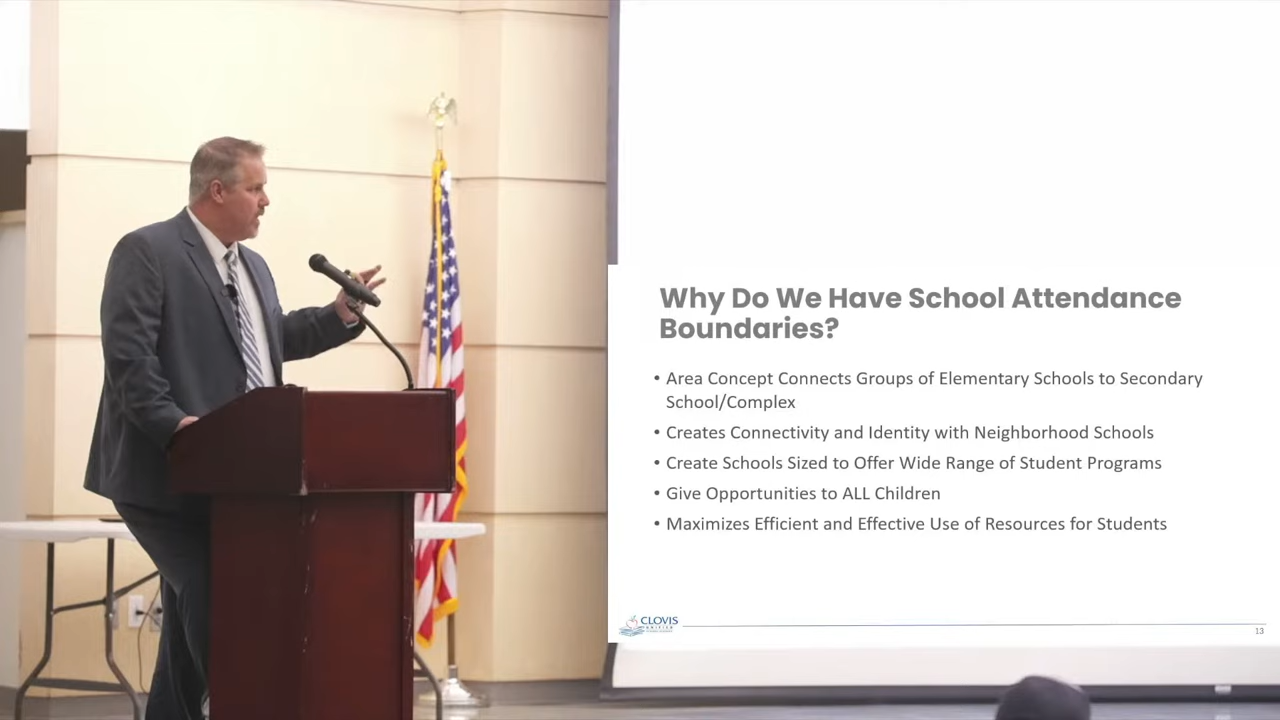 Why Do We Have School Attendance
Boundaries?
• Area Concept Connects Groups of Elementary Schools to Secondary
School/Complex
• Creates Connectivity and Identity with Neighborhood Schools
• Create Schools Sized to Offer Wide Range of Student Programs
• Give Opportunities to ALL Children
• Maximizes Efficient and Effective Use of Resources for Students
CLOVIS
UNIFIED
13